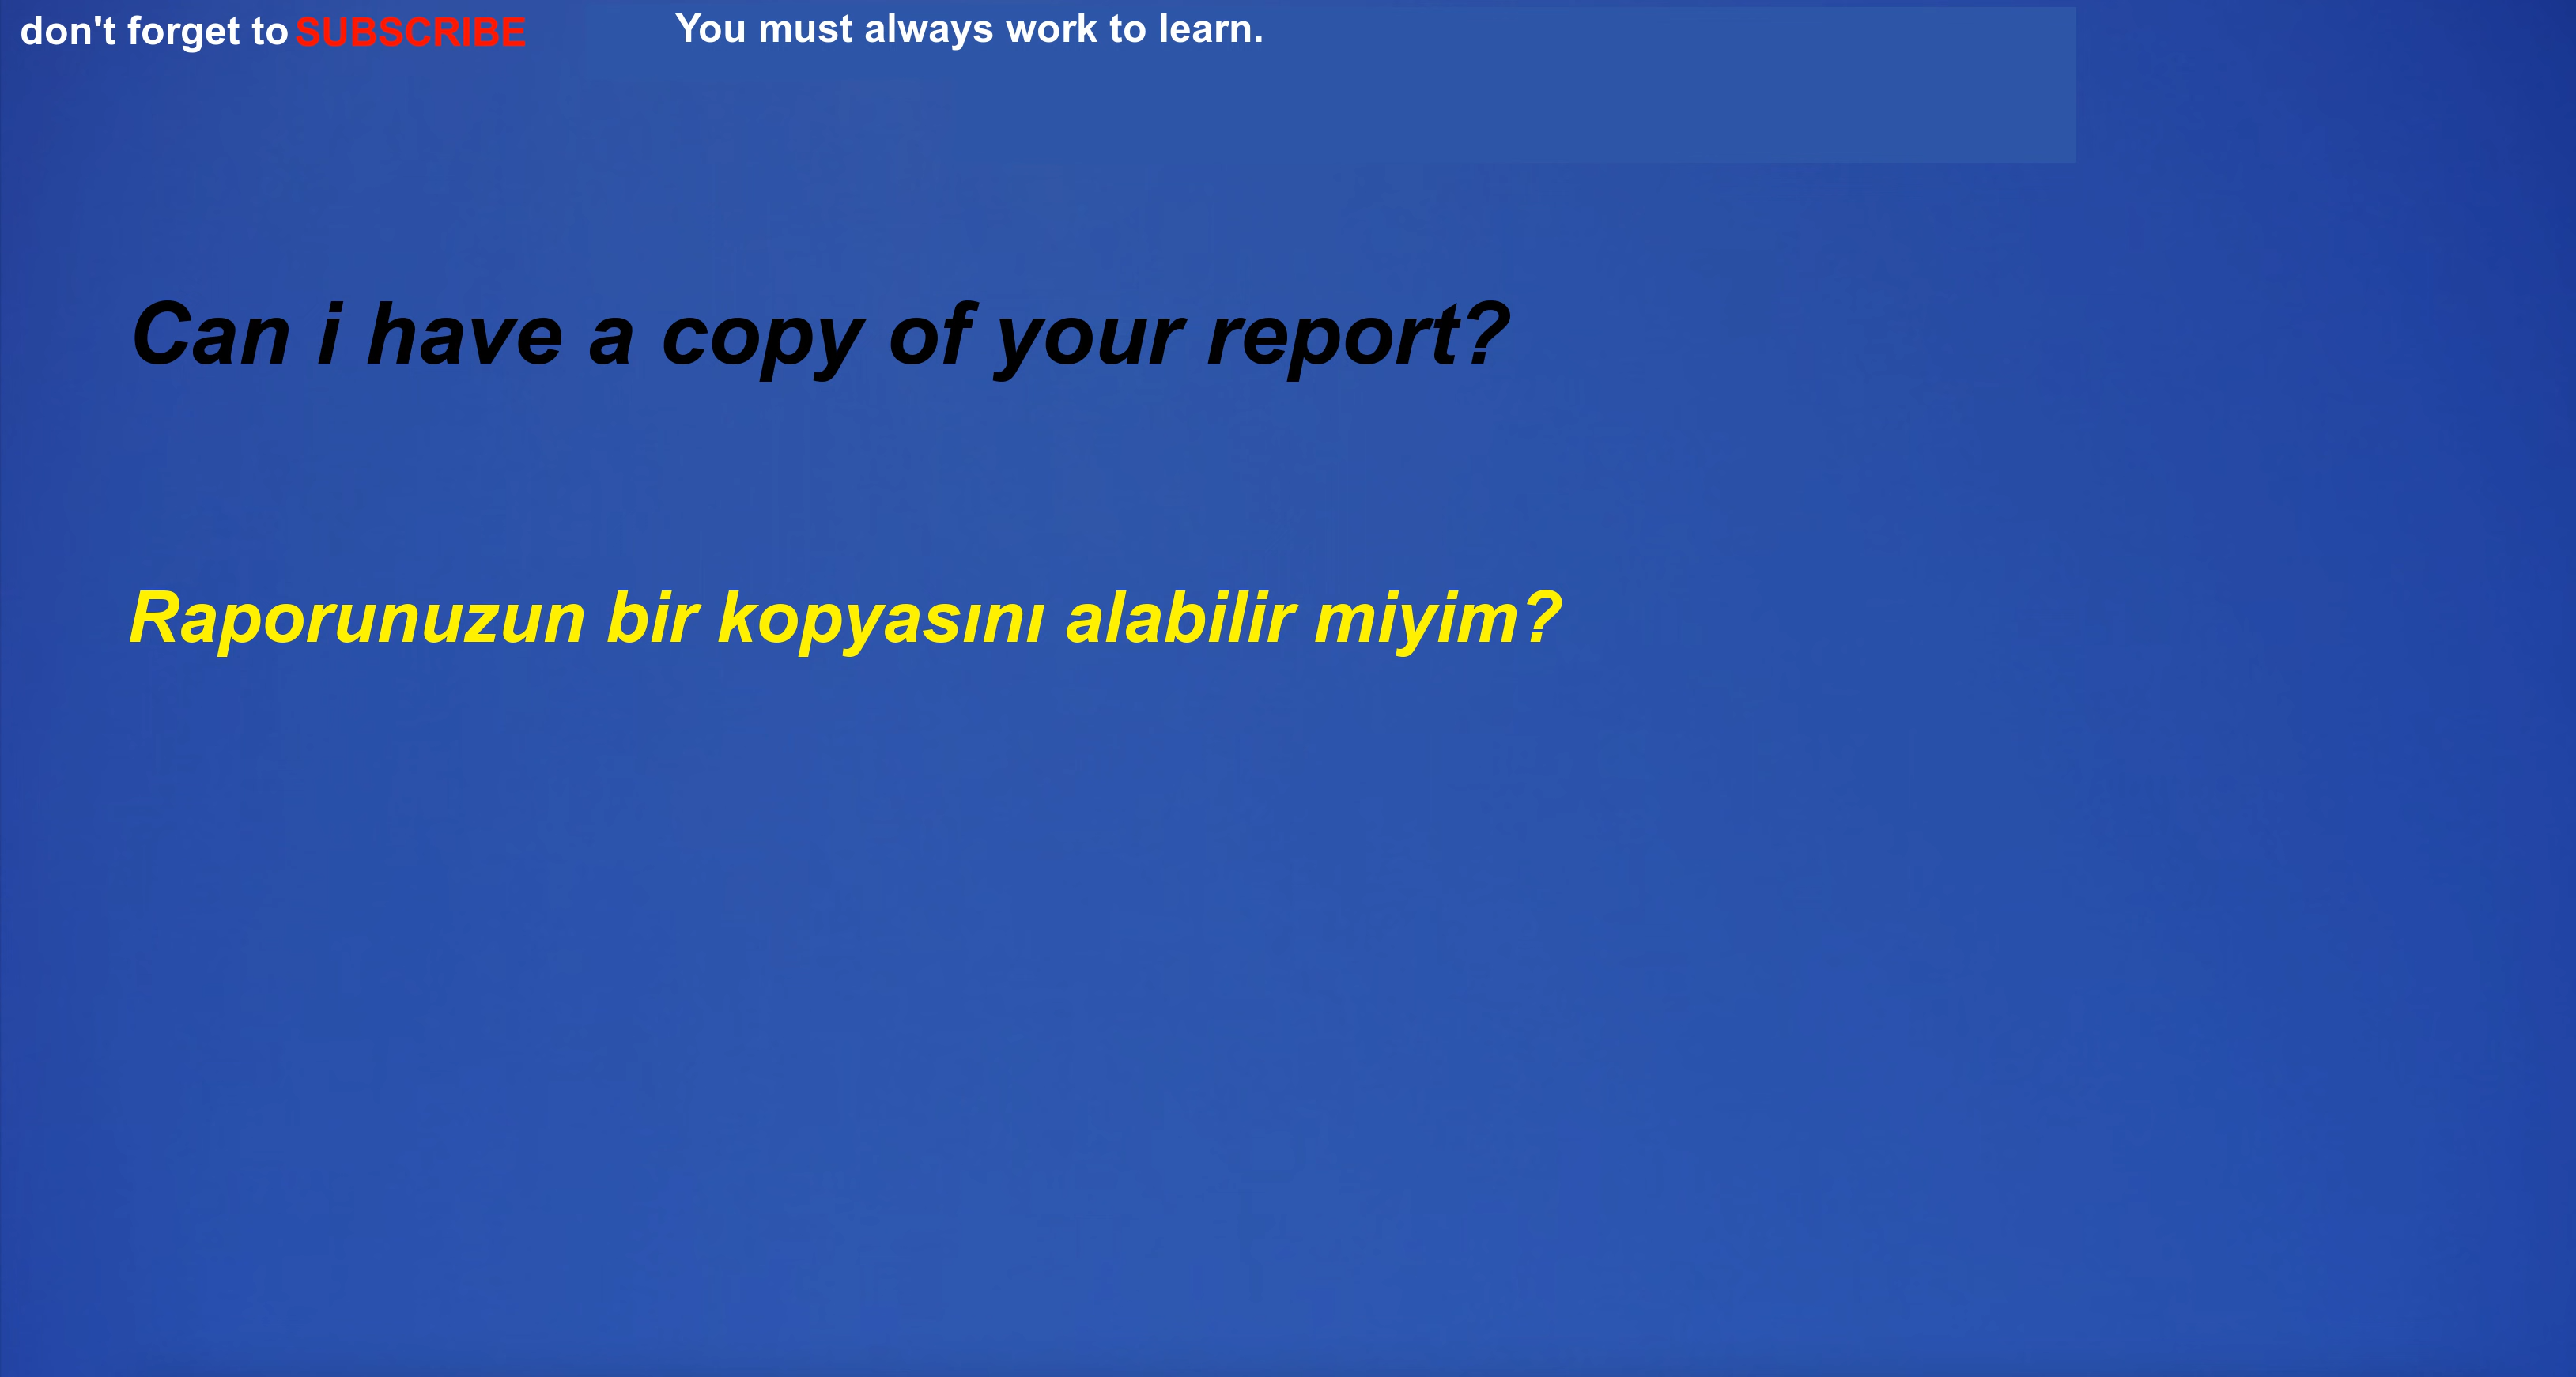 don't forget to SUBSCRIBE You must always work to learn.
Can i have a copy of your report?
Raporunuzun bir kopyasını alabilir miyim?